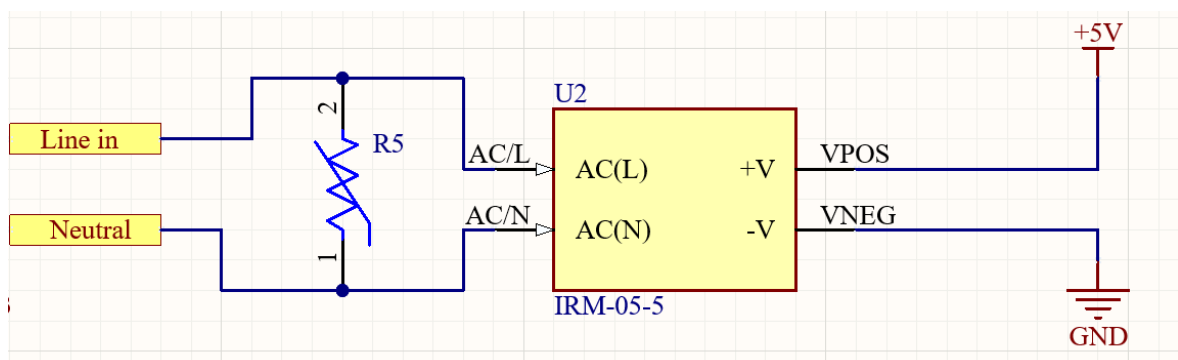 +5V
U2
Line in
2
R5
AC/L
AC(L)
+V
VPOS
Neutral
AC/N
AC(N)
-V
VNEG
1
IRM-05-5
GND